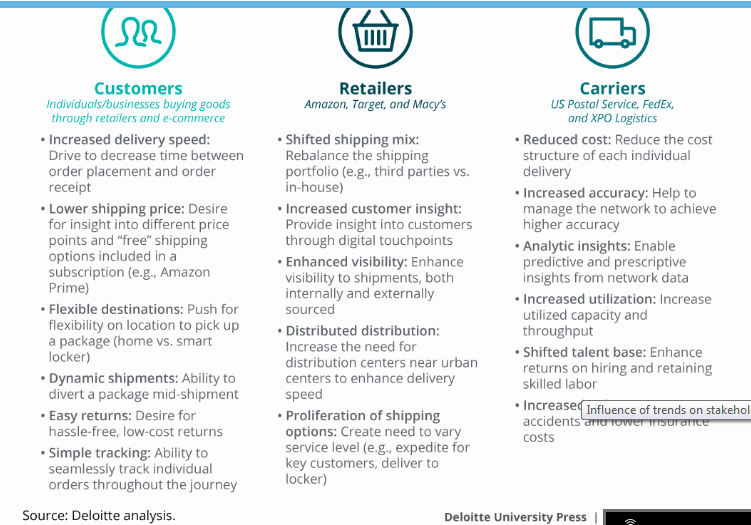 Customers
Individuals/businesses buying goods
through retailers and e-commerce
• Increased delivery speed:
Drive to decrease time between
order placement and order
receipt
• Lower shipping price: Desire
for insight into different price
points and “free” shipping
options included in a
subscription (e.g., Amazon
Prime)
• Flexible destinations: Push for
flexibility on location to pick up
a package (home vs. smart
locker)
• Dynamic shipments: Ability to
divert a package mid-shipment
• Easy returns: Desire for
hassle-free, low-cost returns
• Simple tracking: Ability to
seamlessly track individual
orders throughout the journey
Retailers
Amazon, Target, and Macy’s
• Shifted shipping mix:
Rebalance the shipping
portfolio (e.g., third parties vs.
in-house)
• Increased customer insight:
Provide insight into customers
through digital touchpoints
• Enhanced visibility: Enhance
visibility to shipments, both
internally and externally
sourced
• Distributed distribution:
Increase the need for
distribution centers near urban
centers to enhance delivery
speed
• Proliferation of shipping
options: Create need to vary
service level (e.g., expedite for
key customers, deliver to
locker)
Carriers
US Postal Service, FedEx,
and XPO Logistics
• Reduced cost: Reduce the cost
structure of each individual
delivery
• Increased accuracy: Help to
manage the network to achieve
higher accuracy
• Analytic insights: Enable
predictive and prescriptive
insights from network data
• Increased utilization: Increase
utilized capacity and
throughput
• Shifted talent base: Enhance
returns on hiring and retaining
skilled labor
• Increased
accidents and lower insurance
costs
Influence of trends on stakehol
Source: Deloitte analysis.
Deloitte University Press |